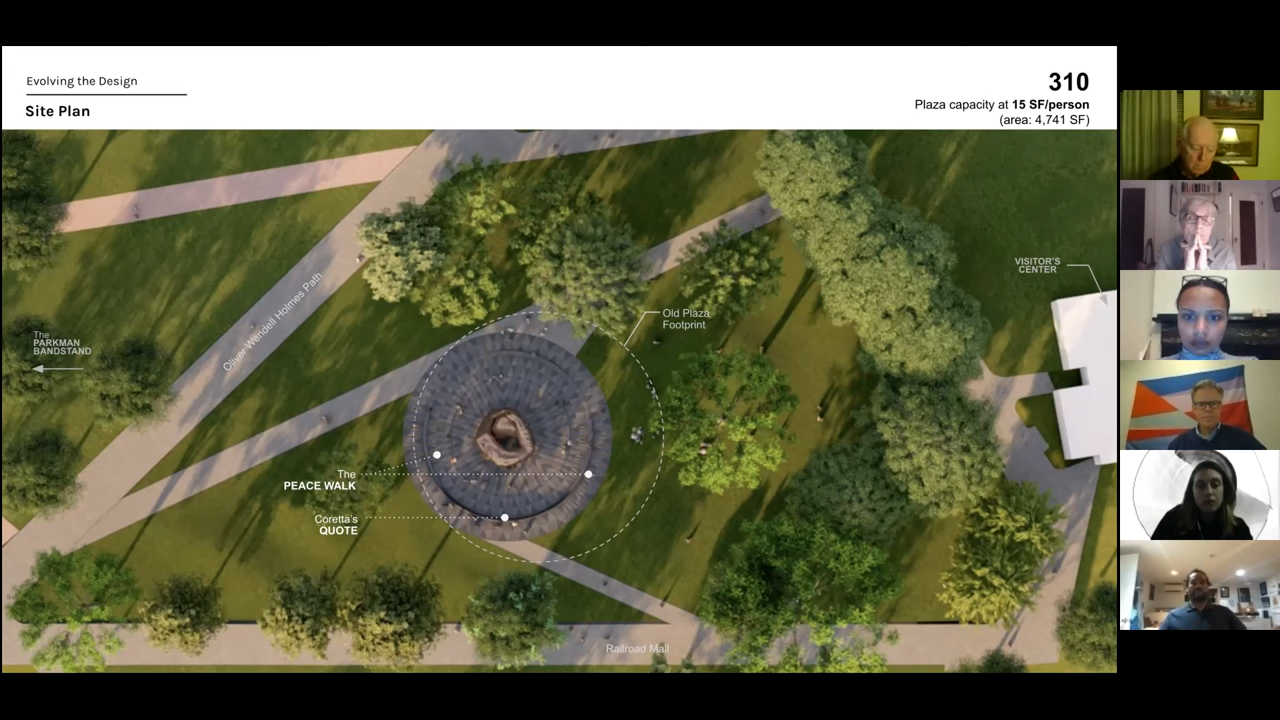 Evolving the Design
Site Plan
310
Plaza capacity at 15 SF/person
(area: 4,741 SF)
Oliver Wendell Holmes Path
The
PARKMAN
BANDSTAND
VISITOR'S
CENTER
Old Plaza
Footprint
The
PEACE WALK
Coretta's
QUOTE
Railroad Mall